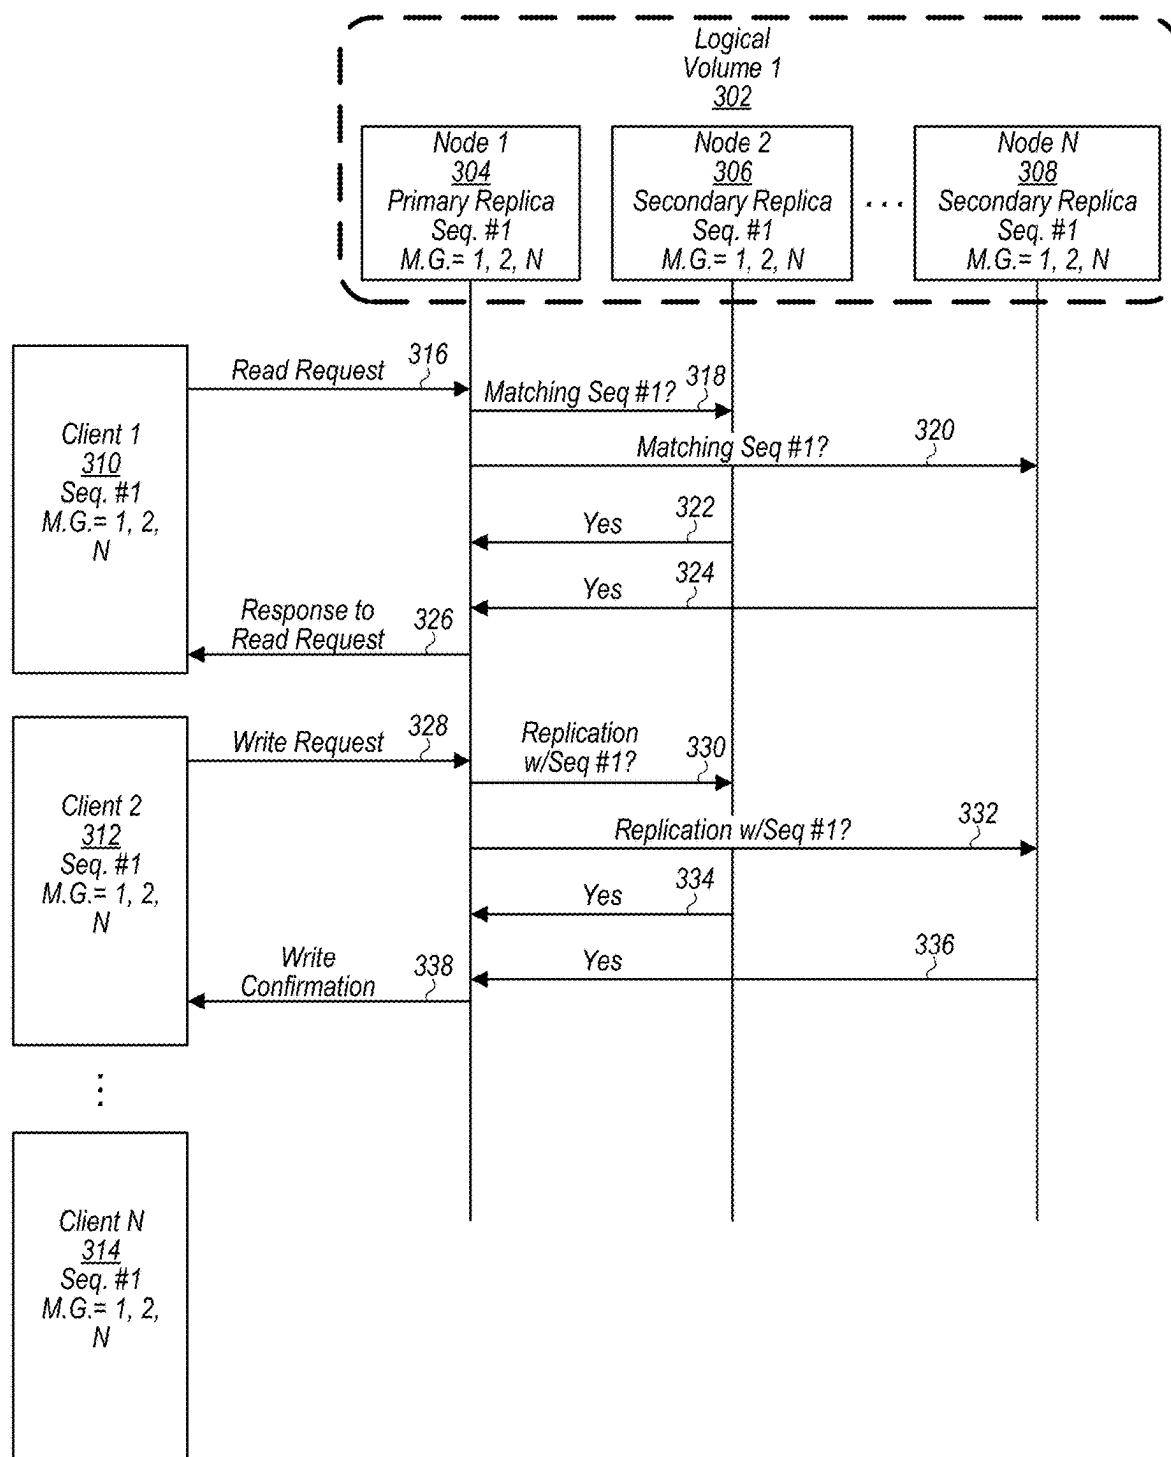 Logical
Volume 1
302
Node 1
304
Primary Replica
Seq. #1
M.G.= 1, 2, N
Node 2
306
Secondary Replica
Seq. #1
M.G.= 1, 2, N
. . .
Node N
308
Secondary Replica
Seq. #1
M.G.= 1, 2, N
Client 1
310
Seq. #1
M.G.= 1, 2,
N
Read Request
316
Matching Seq #1?
318
Matching Seq #1?
320
Yes
322
Yes
324
Response to
Read Request
326
Client 2
312
Seq. #1
M.G.= 1, 2,
N
Write Request
328
Replication
w/Seq #1?
330
Replication w/Seq #1?
332
Yes
334
Yes
336
Write
Confirmation
338
Client N
314
Seq. #1
M.G.= 1, 2,
N